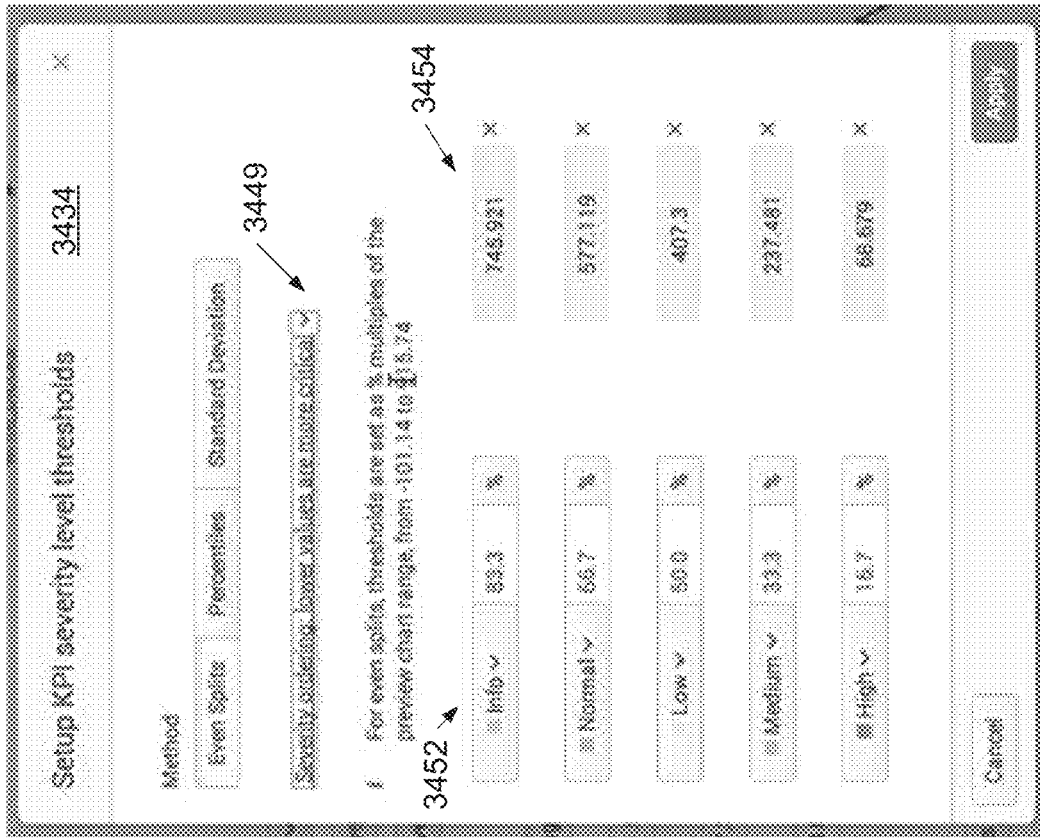 Setup KPI severity level thresholds 3434 ×
Method
Even Splits Percentiles Standard Deviation
Severity ordering: lower values are more critical
3449
i For even splits, thresholds are set as % multiples of the
preview chart range, from -101.14 to
3452 3454
Info 83.3 % 745.921 ×
Normal 66.7 % 577.119 ×
Low 50.0 % 407.3 ×
Medium 33.3 % 237.481 ×
High 16.7 % 68.679 ×
Cancel Apply